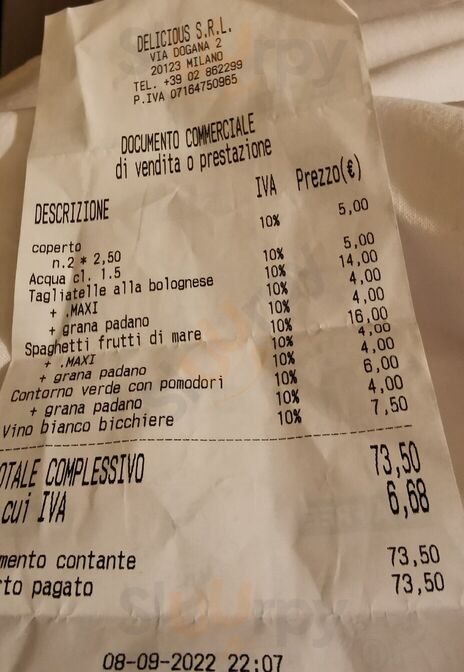 DELICIOUS S.R.L.
VIA DOGANA 2
20123 MILANO
TEL. +39 02 862299
P.IVA 07164750965
DOCUMENTO COMMERCIALE
di vendita o prestazione
DESCRIZIONE IVA Prezzo(€)
coperto 10% 5,00
n.2 * 2,50
Acqua cl. 1.5 10% 5,00
Tagliatelle alla bolognese 10% 14,00
+ .MAXI 10% 4,00
+ grana padano 10% 4,00
Spaghetti frutti di mare 10% 16,00
+ .MAXI 10% 4,00
+ grana padano 10% 4,00
Contorno verde con pomodori 10% 6,00
+ grana padano 10% 4,00
Vino bianco bicchiere 10% 7,50
OTALE COMPLESSIVO 73,50
cui IVA 6,68
mento contante 73,50
rto pagato 73,50
08-09-2022 22:07